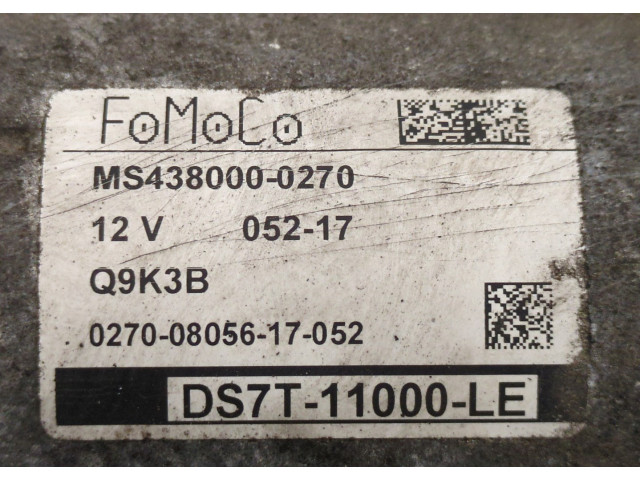 FoMoCo
MS438000-0270
12 V 052-17
Q9K3B
0270-08056-17-052
DS7T-11000-LE